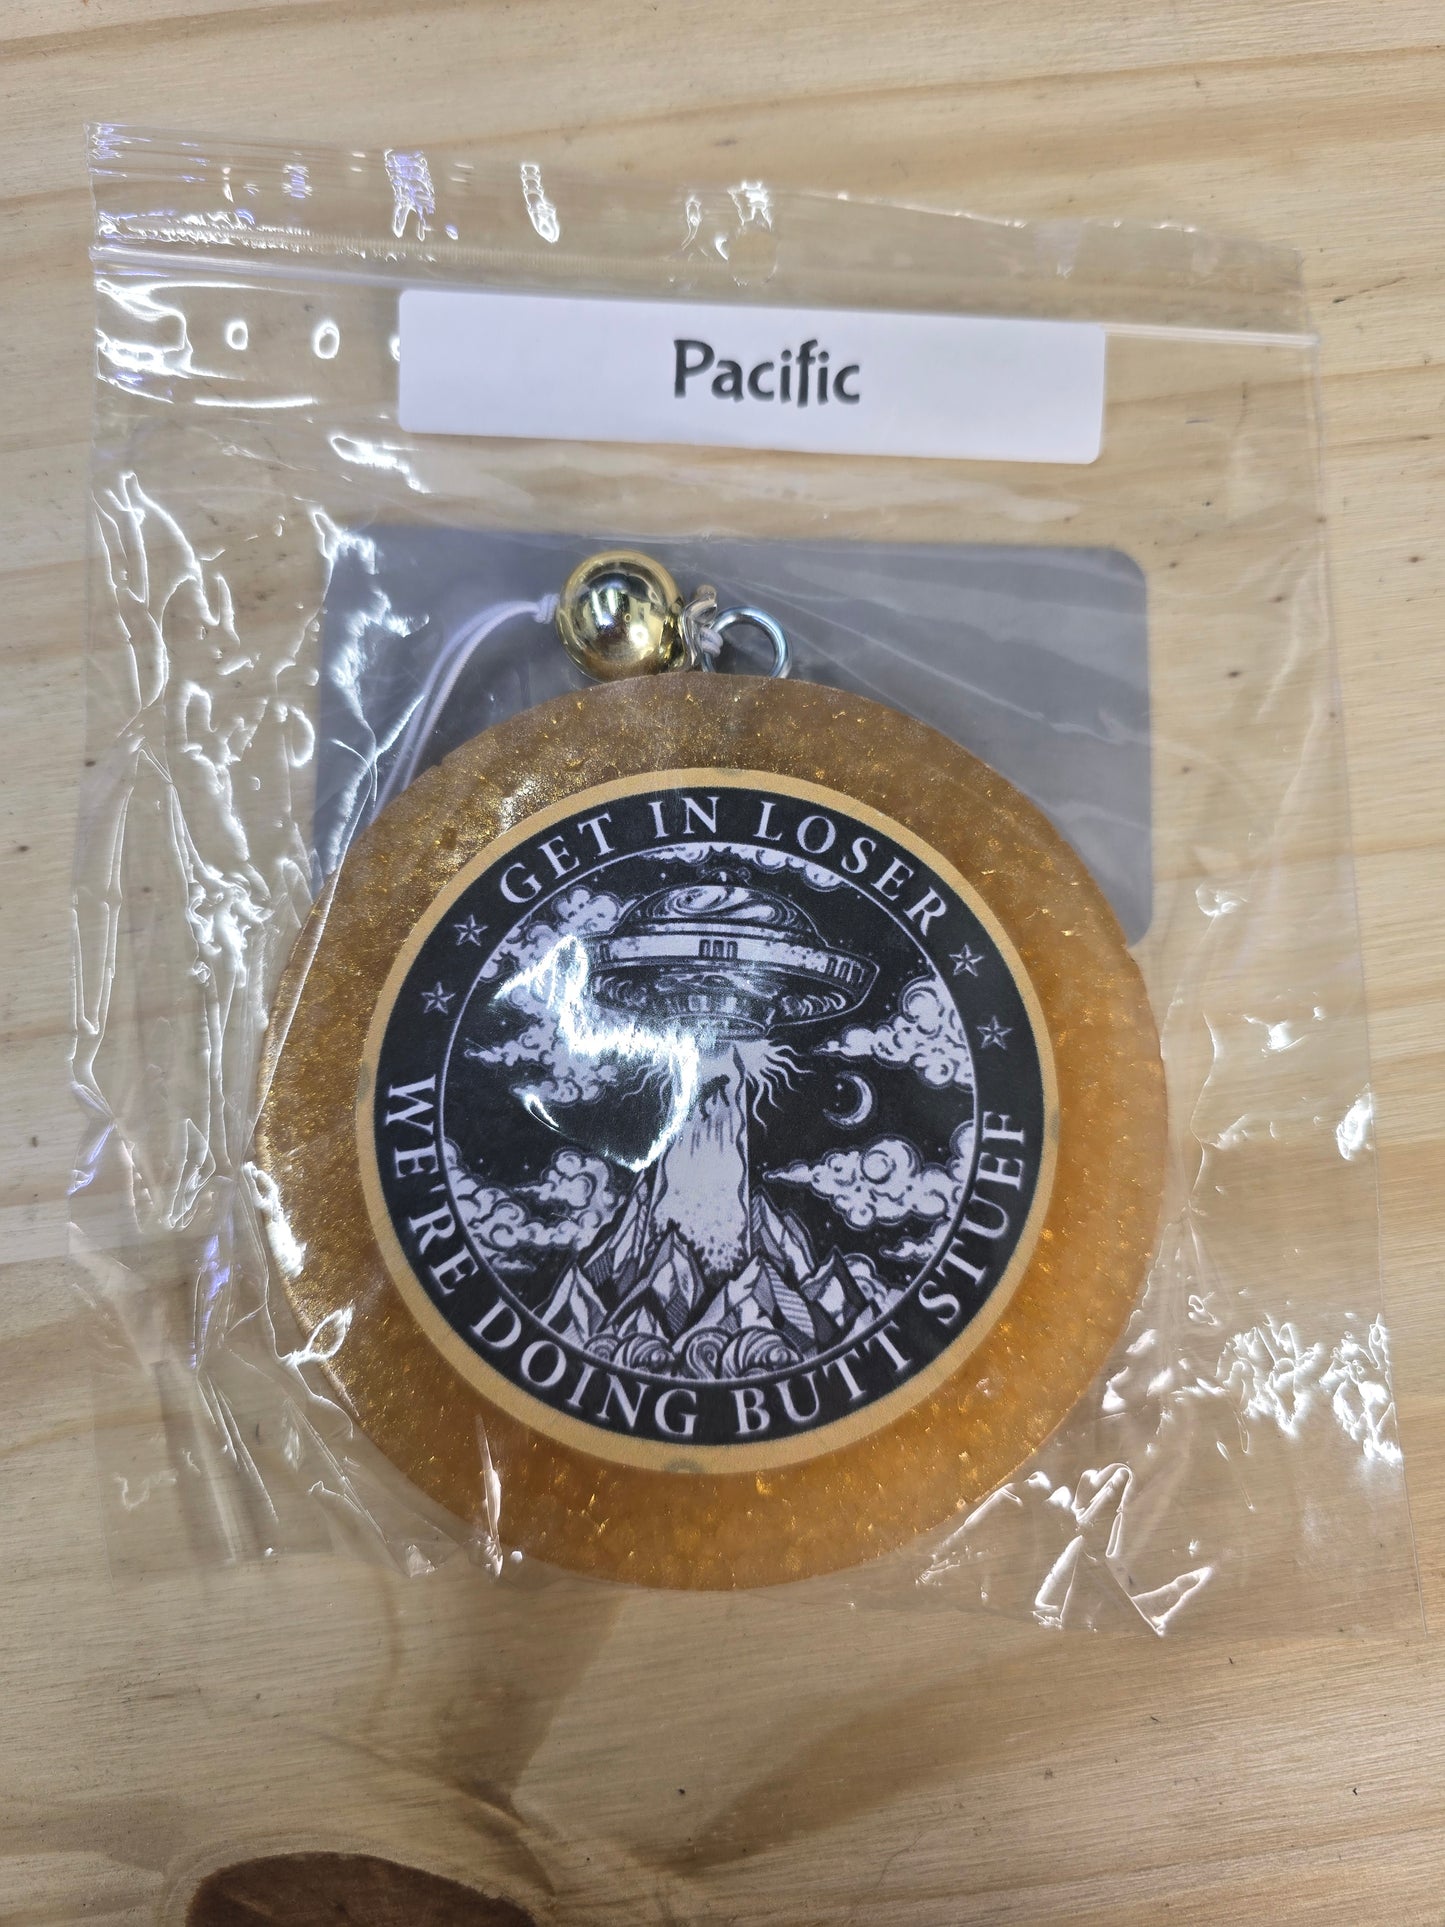 Pacific
GET IN LOSER
WE'RE DOING BUTT STUFF